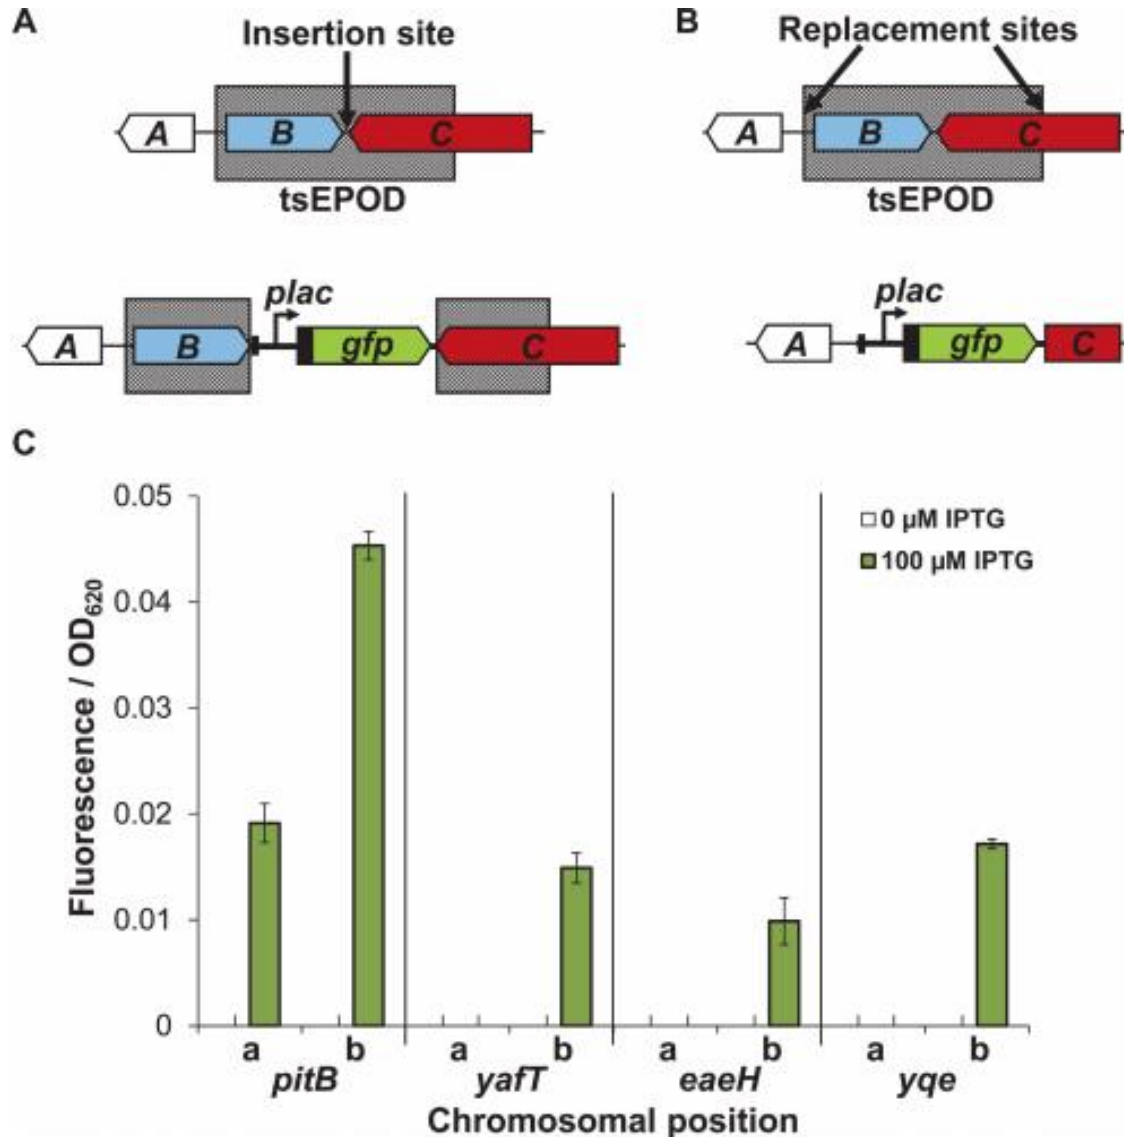 A
Insertion site
A B C
tsEPOD
plac
A B gfp C
B
Replacement sites
A B C
tsEPOD
plac
A gfp C
C
Fluorescence / OD620
0.05
0.04
0.03
0.02
0.01
0
0 µM IPTG
100 µM IPTG
a b a b a b a b
pitB yafT eaeH yqe
Chromosomal position